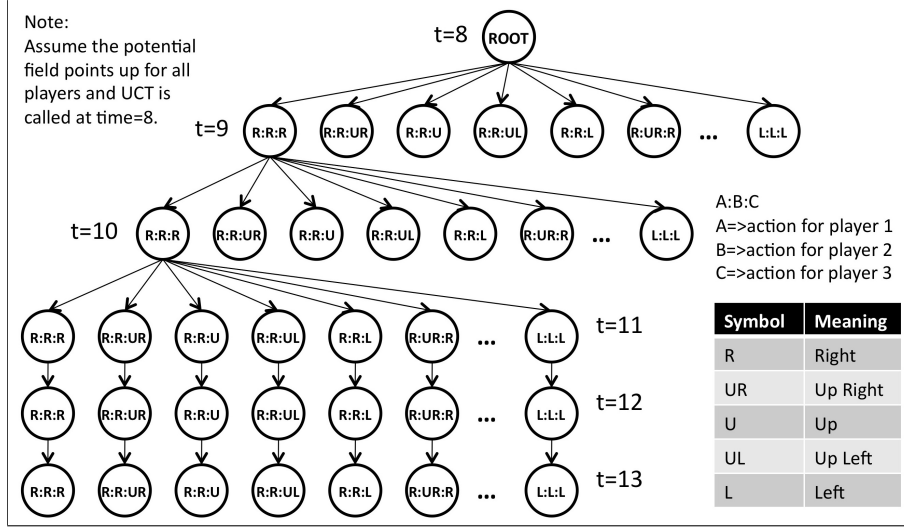 Note:
Assume the potential
field points up for all
players and UCT is
called at time=8.
t=8
ROOT
t=9
R:R:R R:R:UR R:R:U R:R:UL R:R:L R:UR:R ... L:L:L
t=10
R:R:R R:R:UR R:R:U R:R:UL R:R:L R:UR:R ... L:L:L
A:B:C
A=>action for player 1
B=>action for player 2
C=>action for player 3
R:R:R R:R:UR R:R:U R:R:UL R:R:L R:UR:R ... L:L:L
t=11
R:R:R R:R:UR R:R:U R:R:UL R:R:L R:UR:R ... L:L:L
t=12
R:R:R R:R:UR R:R:U R:R:UL R:R:L R:UR:R ... L:L:L
t=13
Symbol Meaning
R Right
UR Up Right
U Up
UL Up Left
L Left